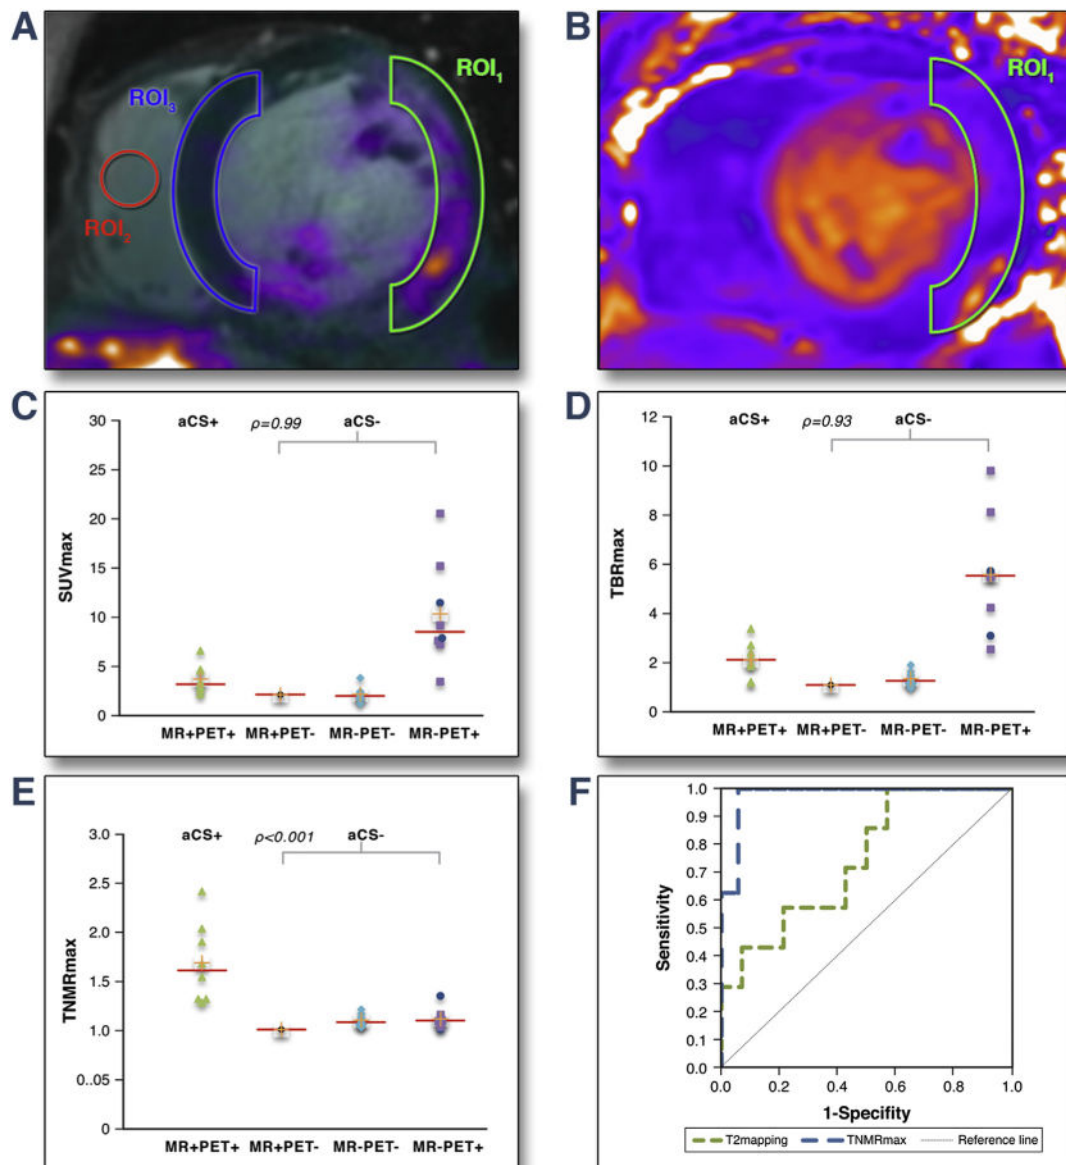 A
ROI3
ROI1
ROI2
B
ROI1
C
aCS+ ρ=0.99 aCS-
30
25
20
15
10
5
0
SUVmax
MR+PET+ MR+PET- MR-PET- MR-PET+
D
aCS+ ρ=0.93 aCS-
12
10
8
6
4
2
0
TBRmax
MR+PET+ MR+PET- MR-PET- MR-PET+
E
aCS+ ρ<0.001 aCS-
3.0
2.5
2.0
1.5
1.0
0..05
0
TNMRmax
MR+PET+ MR+PET- MR-PET- MR-PET+
F
1.0
0.9
0.8
0.7
0.6
0.5
0.4
0.3
0.2
0.1
0.0
Sensitivity
0.0 0.2 0.4 0.6 0.8 1.0
1-Specifity
T2mapping TNMRmax Reference line